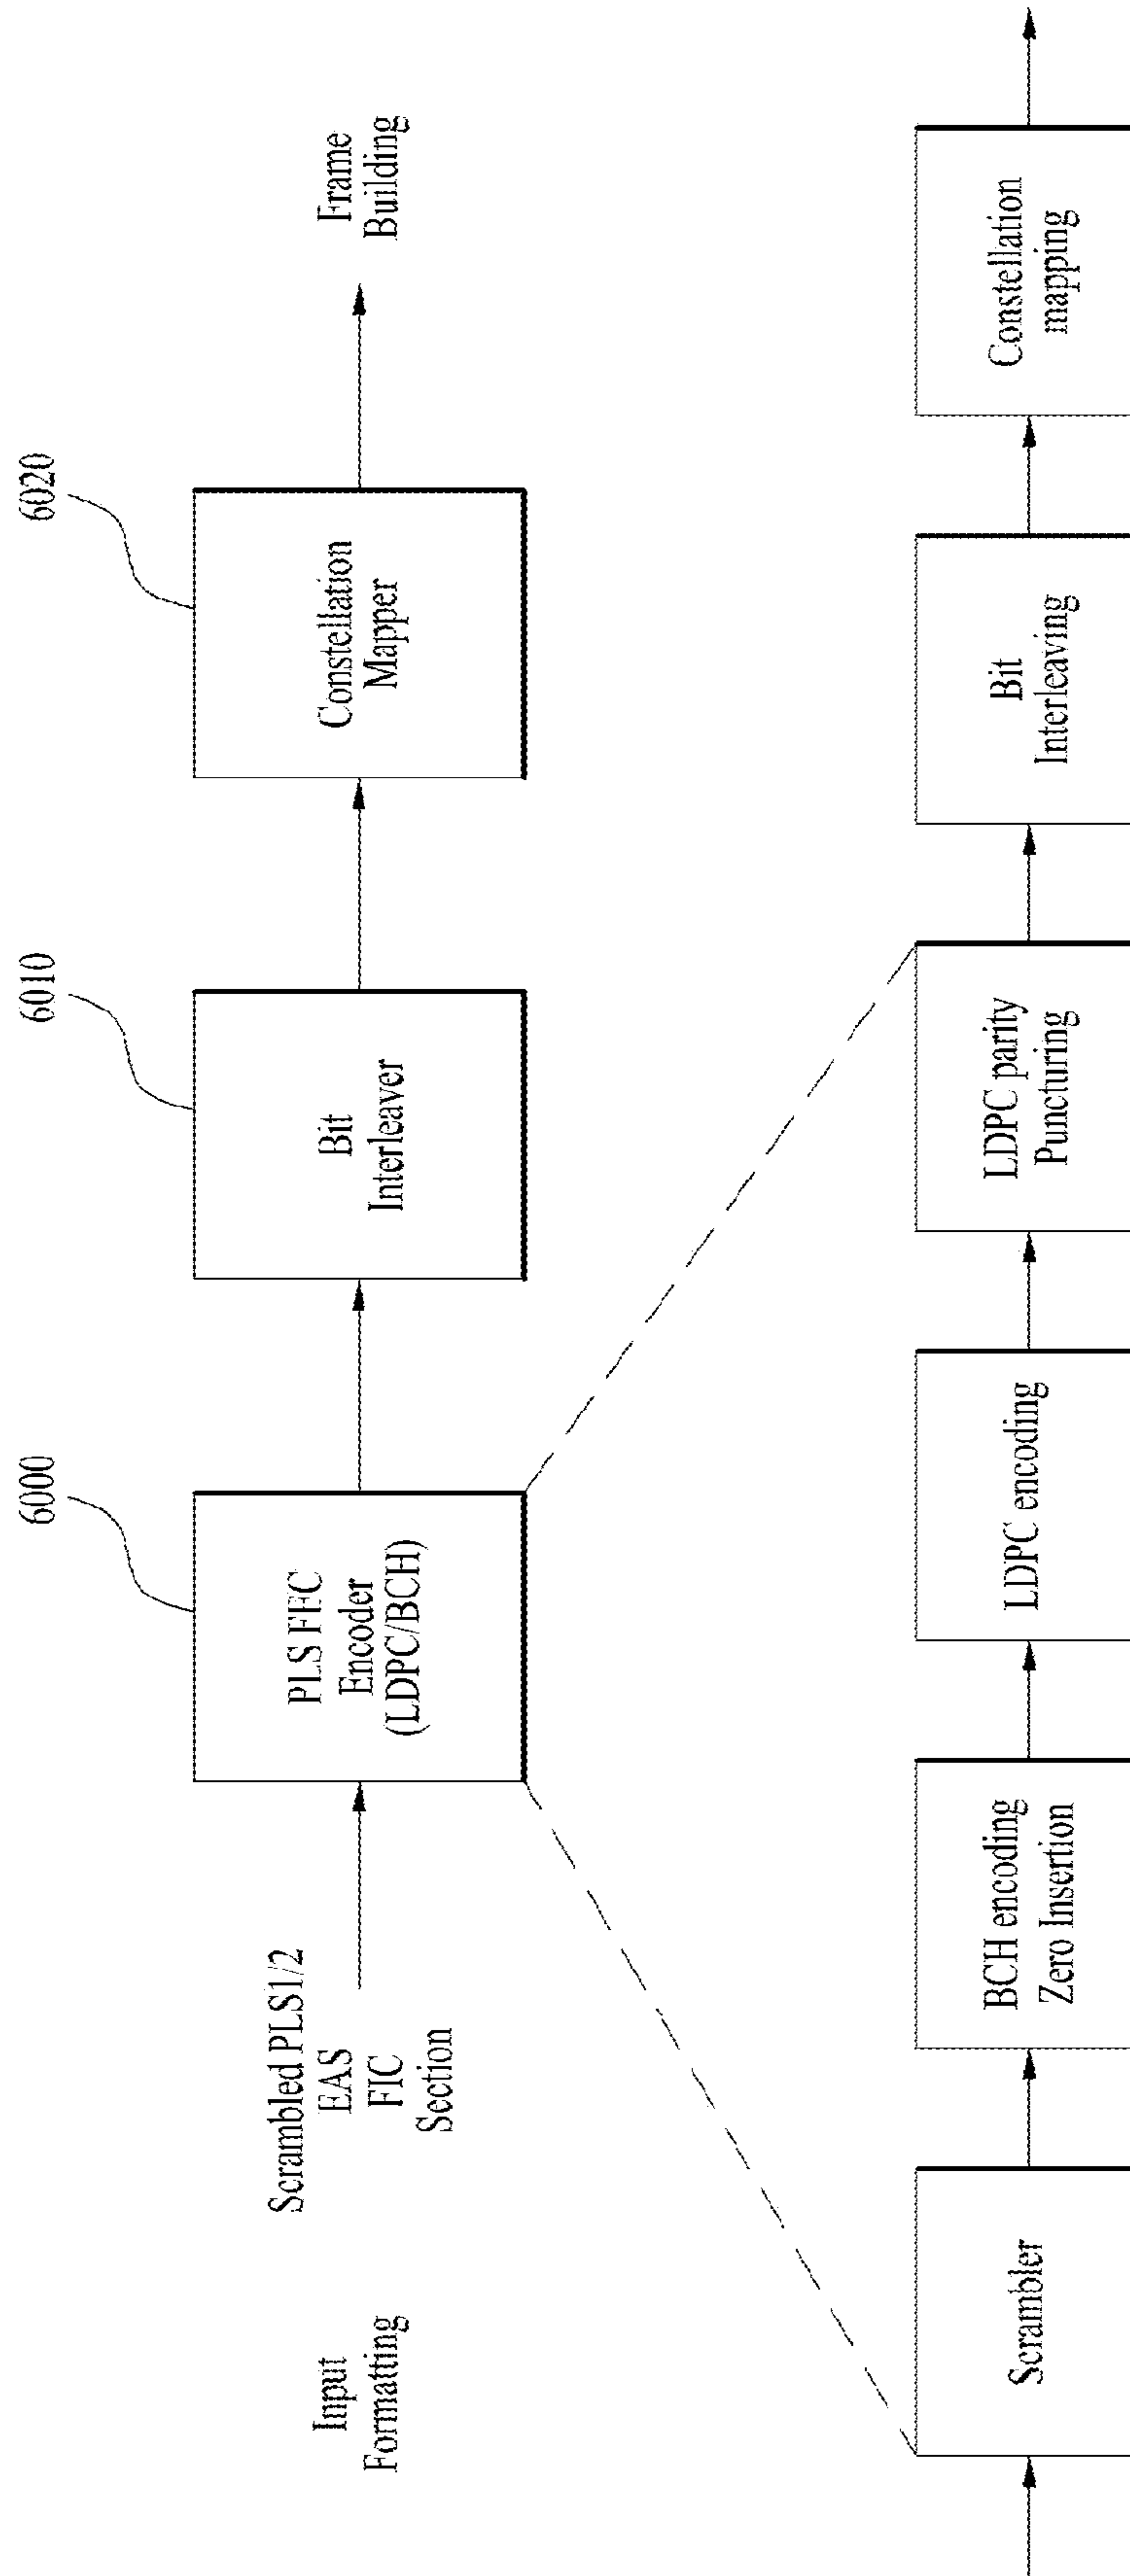 Input
Formatting
Scrambled PLS1/2
EAS
FIC
Section
6000
PLS FEC
Encoder
(LDPC/BCH)
6010
Bit
Interleaver
6020
Constellation
Mapper
Frame
Building
Scrambler
BCH encoding
Zero Insertion
LDPC encoding
LDPC parity
Puncturing
Bit
Interleaving
Constellation
mapping